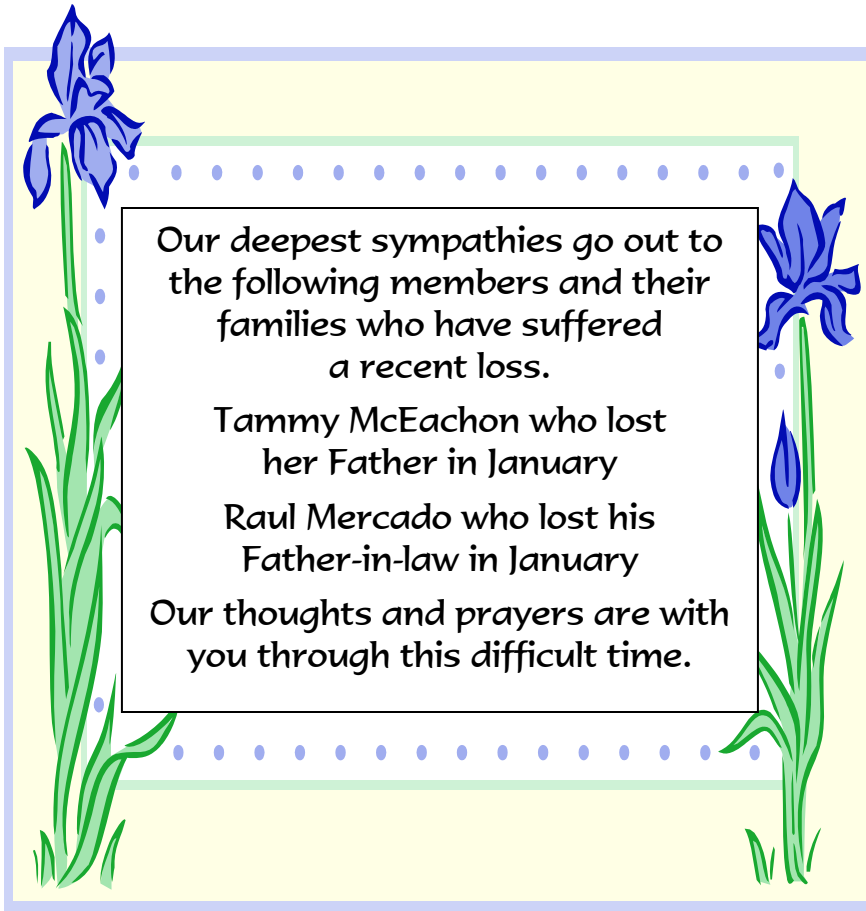 Our deepest sympathies go out to
the following members and their
families who have suffered
a recent loss.
Tammy McEachon who lost
her Father in January
Raul Mercado who lost his
Father-in-law in January
Our thoughts and prayers are with
you through this difficult time.